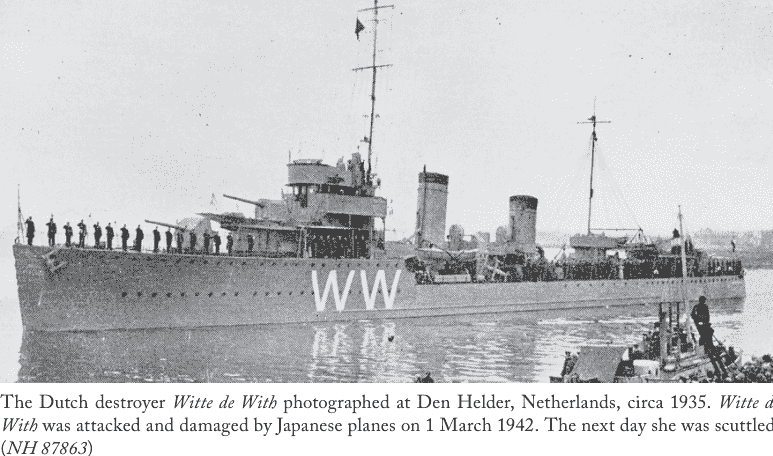 WW
The Dutch destroyer Witte de With photographed at Den Helder, Netherlands, circa 1935. Witte d
With was attacked and damaged by Japanese planes on 1 March 1942. The next day she was scuttled
(NH 87863)